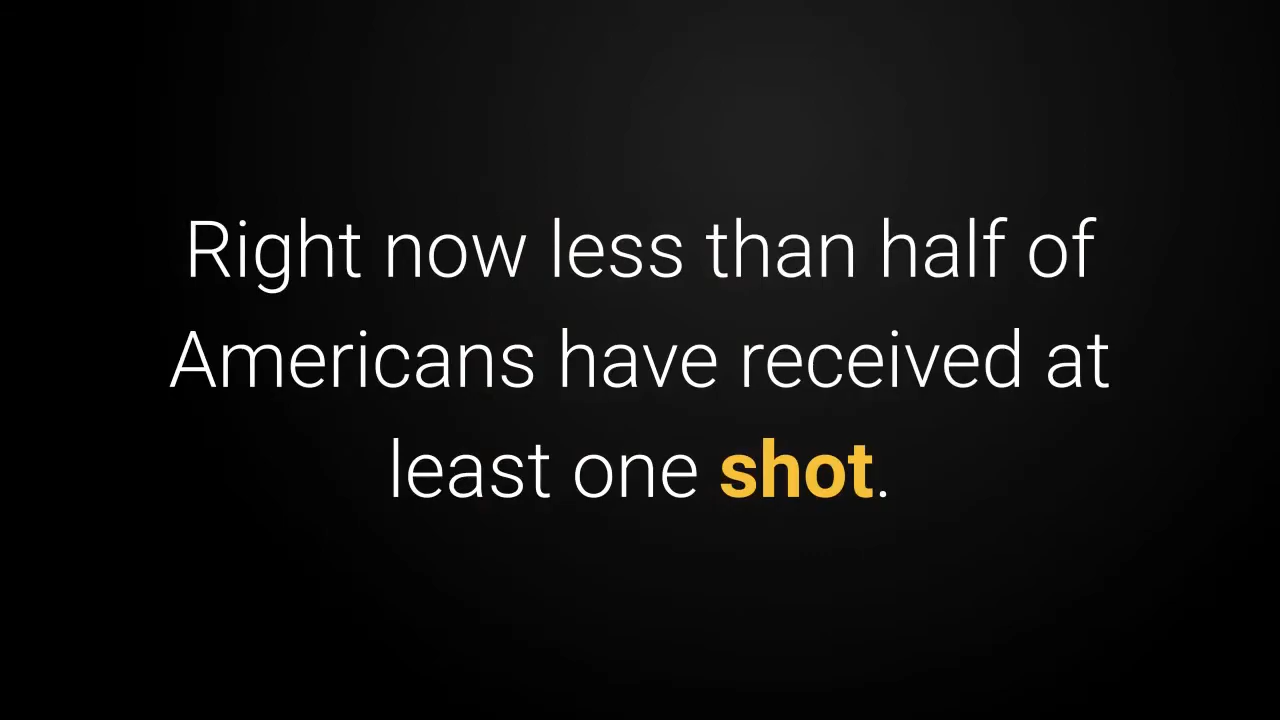 Right now less than half of
Americans have received at
least one shot.